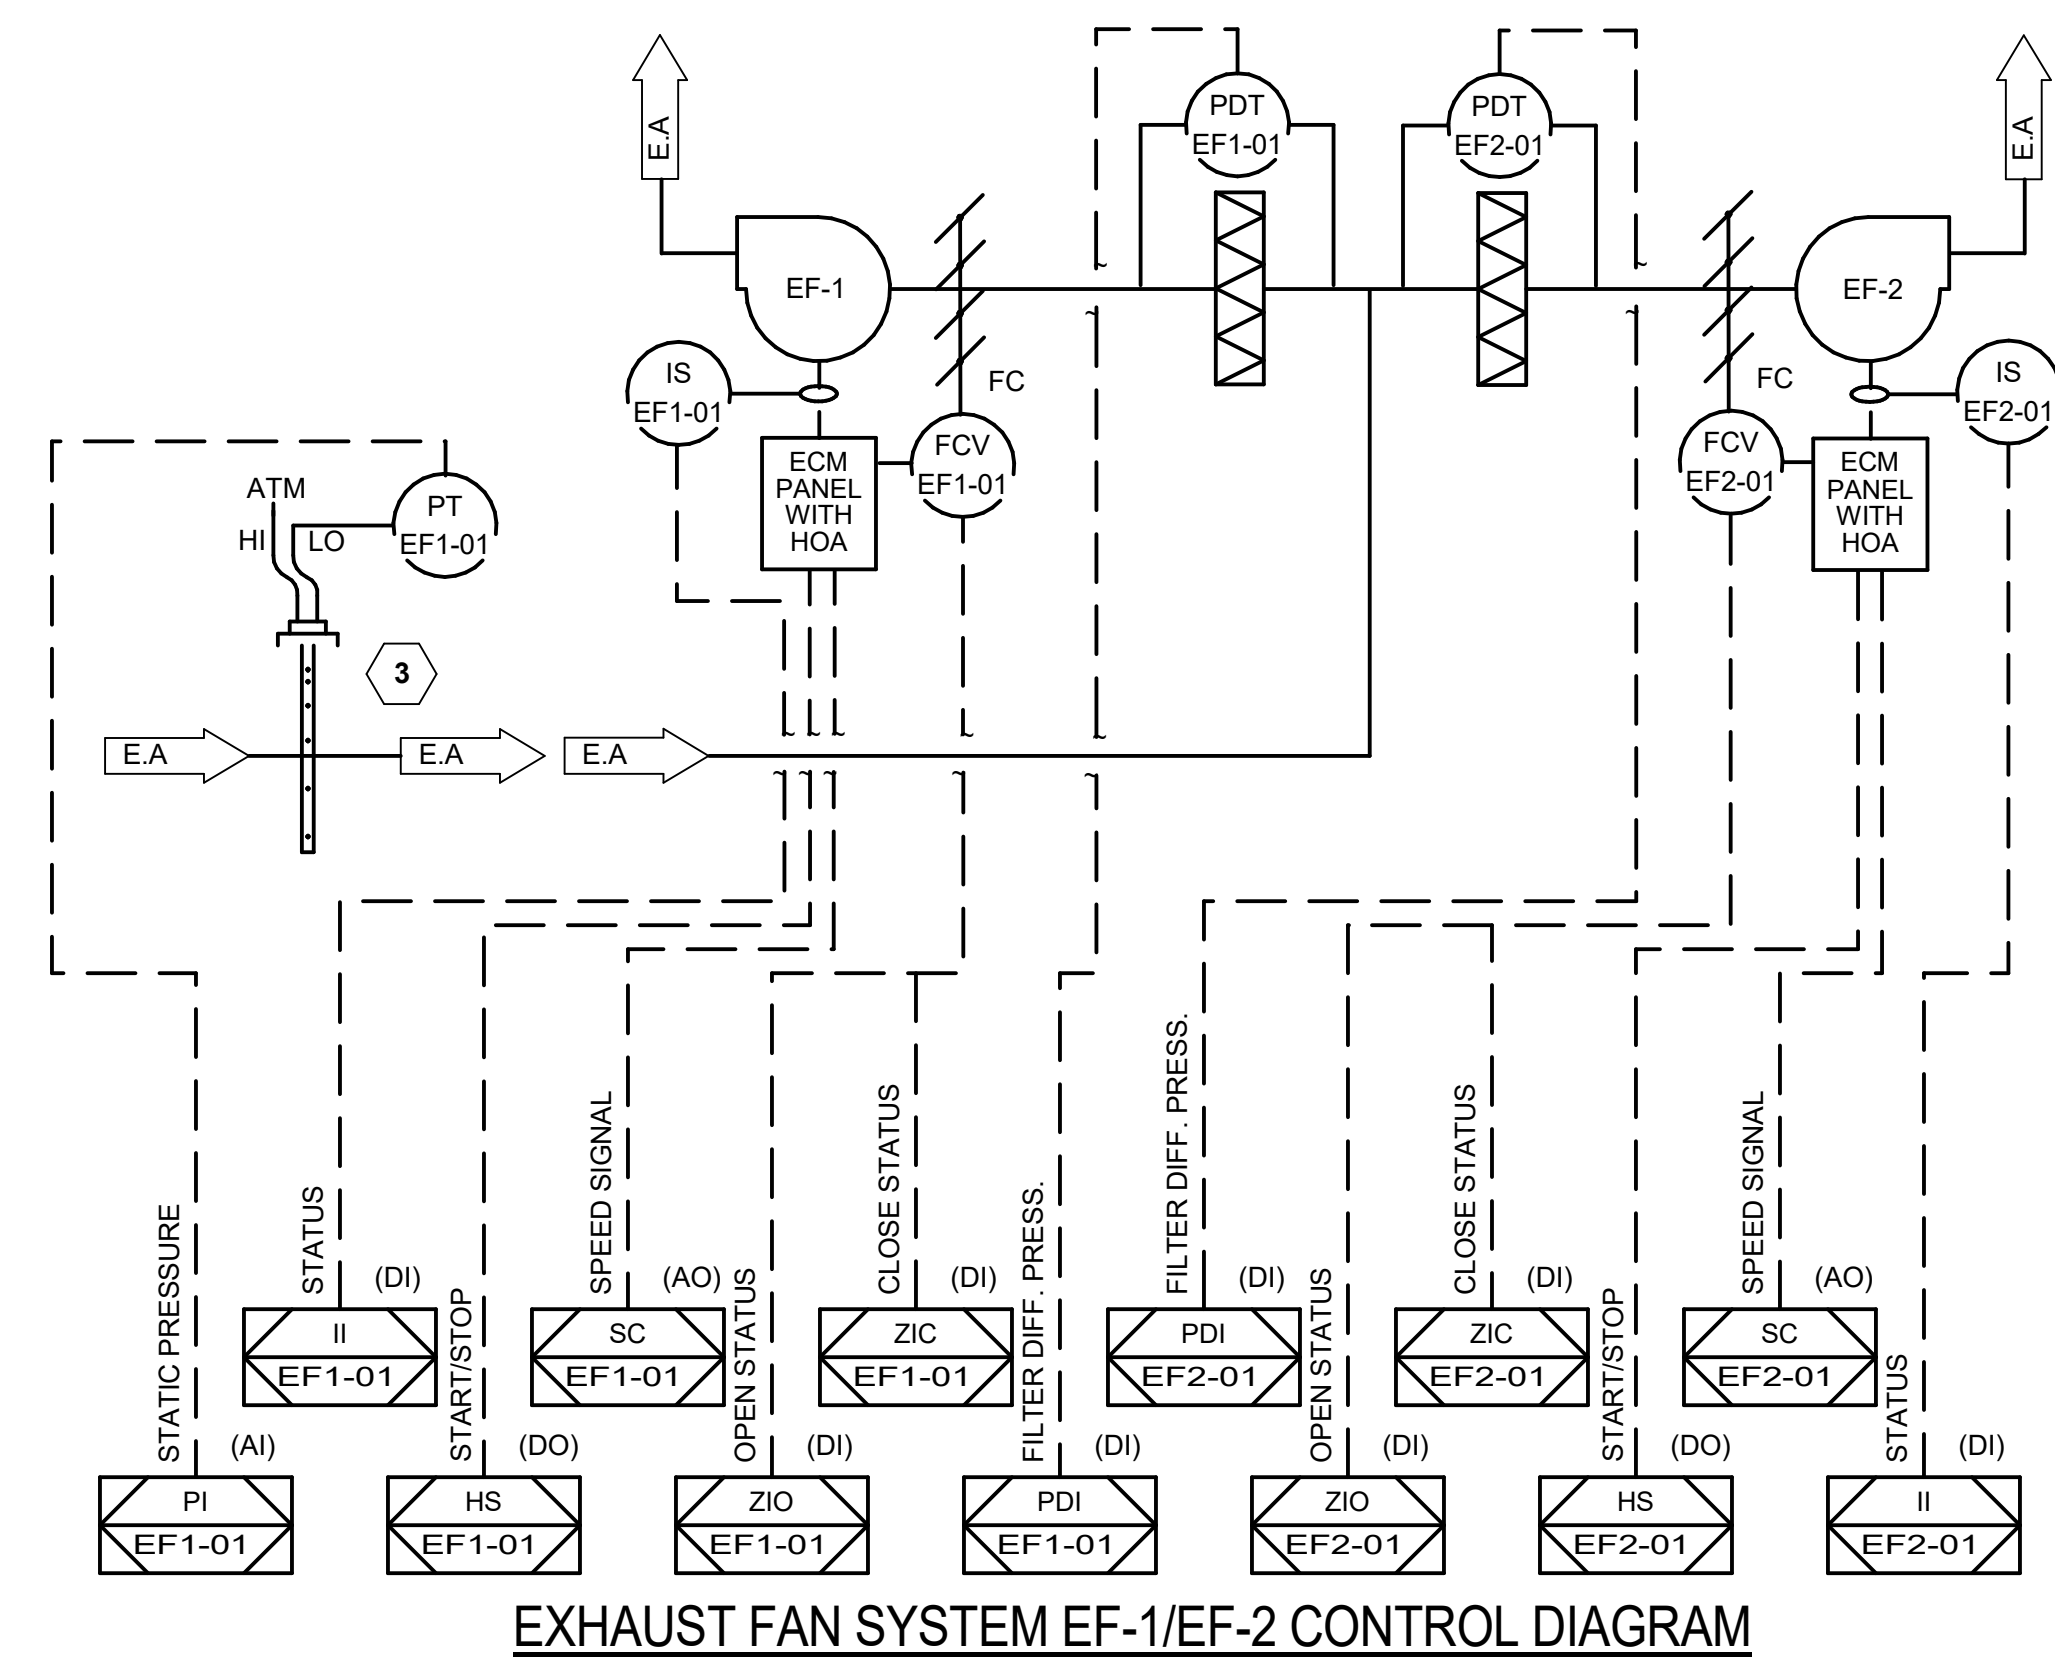 E.A
PDT
EF1-01
PDT
EF2-01
E.A
EF-1
EF-2
IS
EF1-01
FC
FC
IS
EF2-01
FCV
EF1-01
FCV
EF2-01
ECM
PANEL
WITH
HOA
ECM
PANEL
WITH
HOA
ATM
HI
LO
PT
EF1-01
3
E.A
E.A
E.A
STATIC PRESSURE
STATUS
START/STOP
SPEED SIGNAL
OPEN STATUS
CLOSE STATUS
FILTER DIFF. PRESS.
FILTER DIFF. PRESS.
OPEN STATUS
CLOSE STATUS
START/STOP
SPEED SIGNAL
STATUS
(DI)
(AO)
(DI)
(DI)
(DI)
(AO)
II
EF1-01
SC
EF1-01
ZIC
EF1-01
PDI
EF2-01
ZIC
EF2-01
SC
EF2-01
(AI)
(DO)
(DI)
(DI)
(DI)
(DO)
(DI)
PI
EF1-01
HS
EF1-01
ZIO
EF1-01
PDI
EF1-01
ZIO
EF2-01
HS
EF2-01
II
EF2-01
EXHAUST FAN SYSTEM EF-1/EF-2 CONTROL DIAGRAM